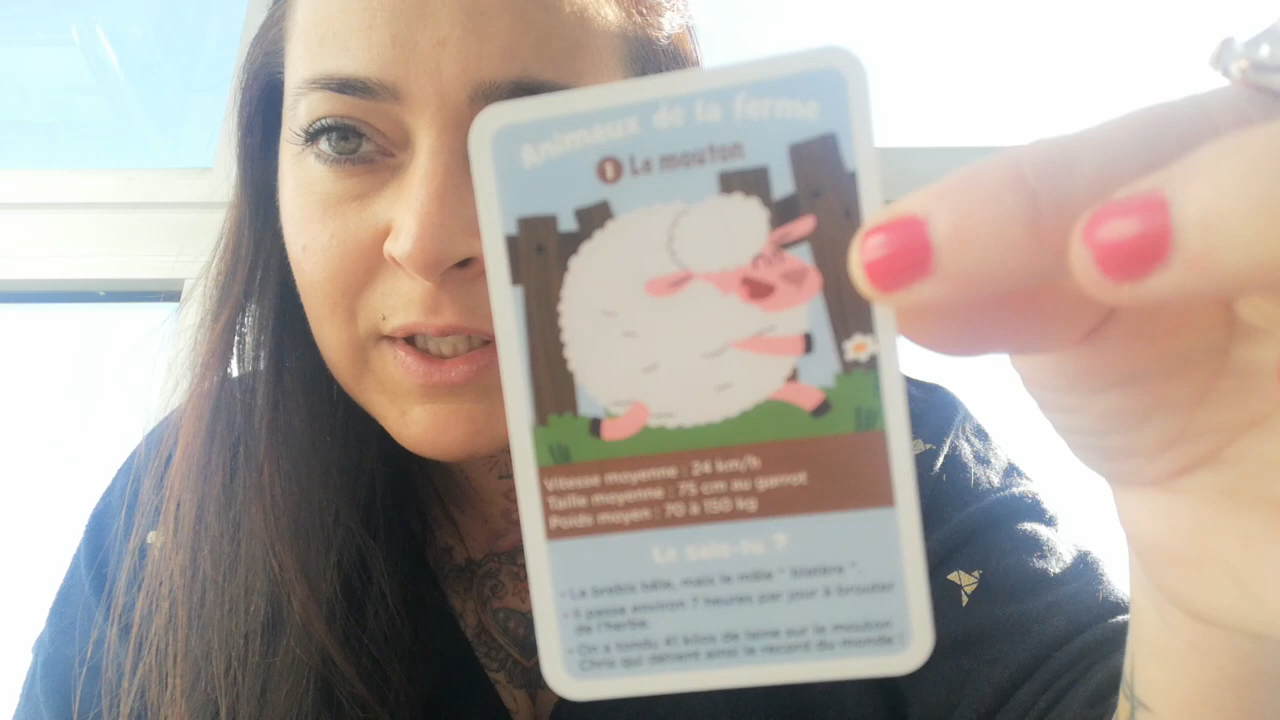 Animaux de la ferme
Le mouton
Vitesse moyenne : 24 km/h
Taille moyenne : 75 cm au garrot
Poids moyen : 70 à 150 kg
Le sais-tu ?
• La brebis bêle, mais le mâle " blatère ".
• Il passe environ 7 heures par jour à brouter
de l'herbe.
• On a tondu 41 kilos de laine sur le mouton
Chris qui détient ainsi le record du monde !